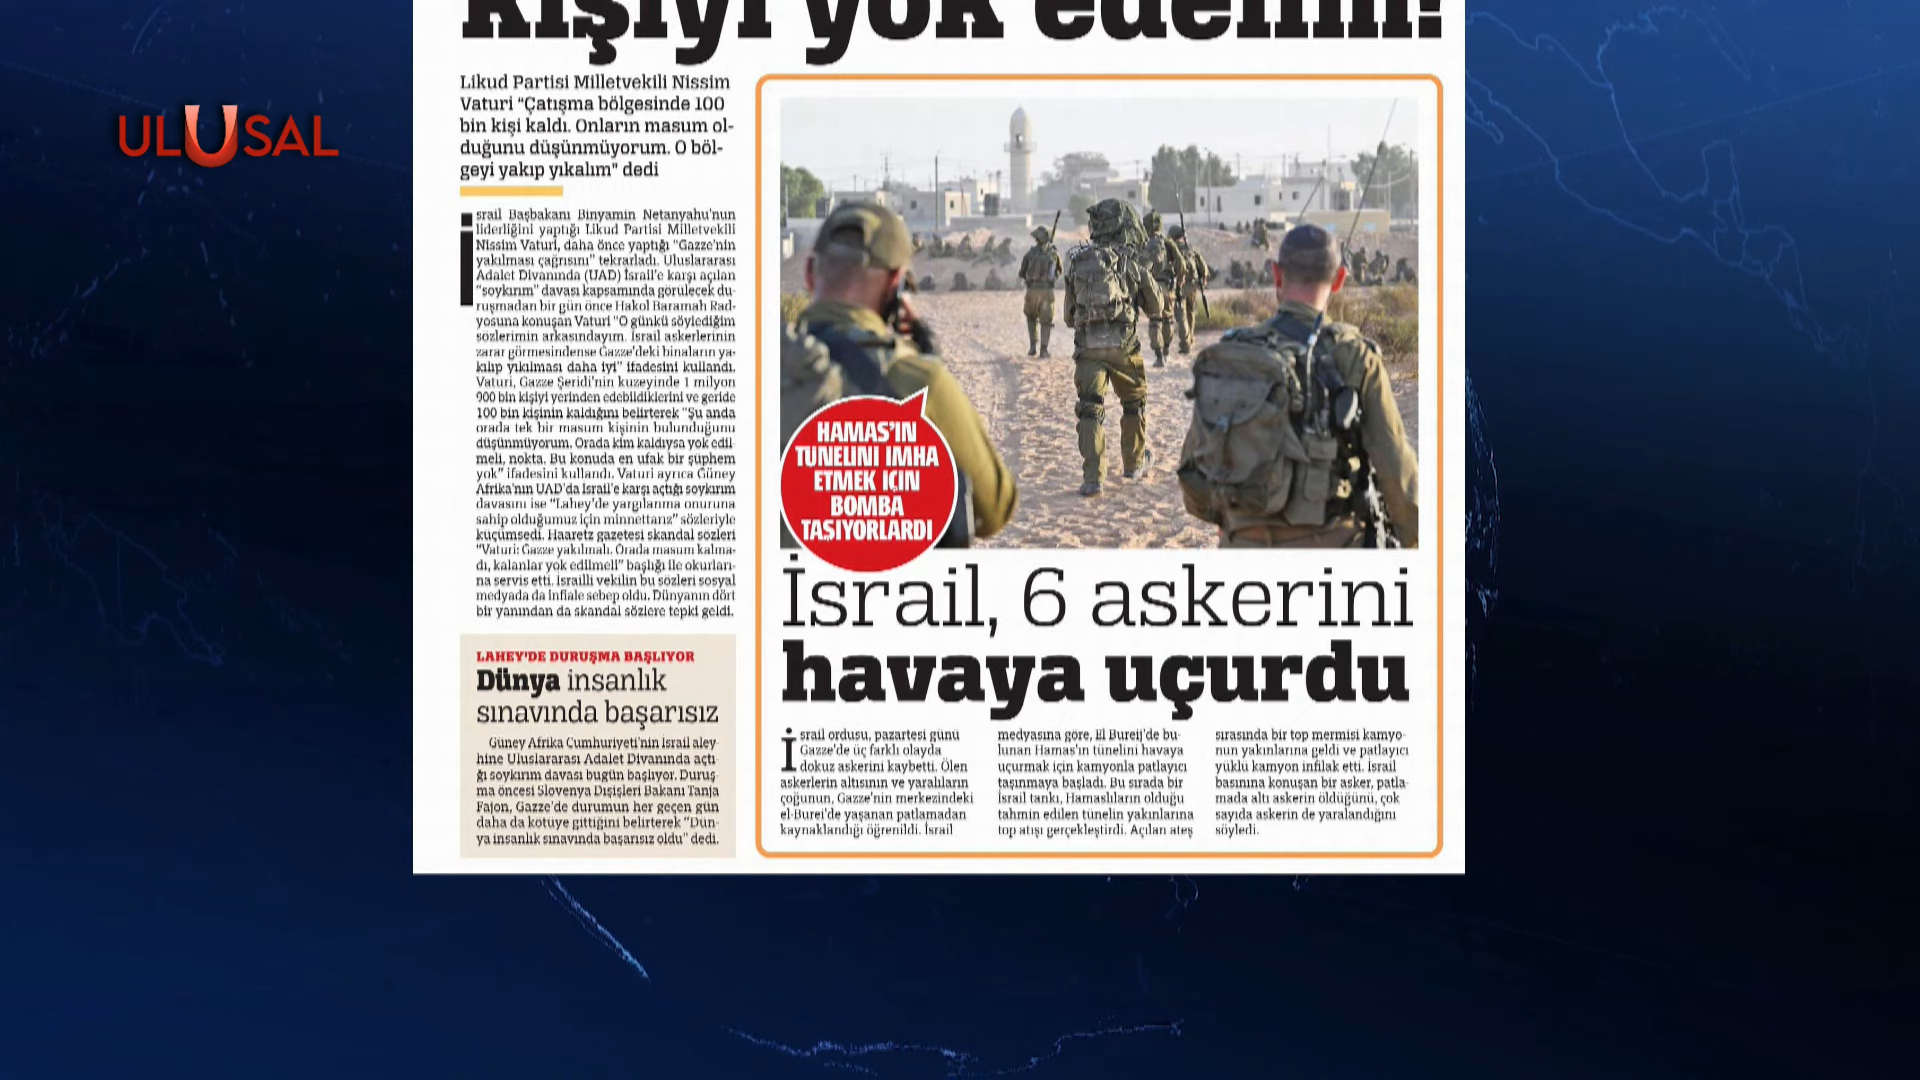 kişiyi yok edelim!
ULUSAL
Likud Partisi Milletvekili Nissim
Vaturi "Çatışma bölgesinde 100
bin kişi kaldı. Onların masum ol-
duğunu düşünmüyorum. O böl-
geyi yakıp yıkalım" dedi
İsrail Başbakanı Binyamin Netanyahu'nun
liderliğini yaptığı Likud Partisi Milletvekili
Nissim Vaturi, daha önce yaptığı "Gazze'nin
yakılması çağrısını" tekrarladı. Uluslararası
Adalet Divanında (UAD) İsrail'e karşı açılan
"soykırım" davası kapsamında görülecek du-
ruşmadan bir gün önce Hakol Baramah Rad-
yosuna konuşan Vaturi "O günkü söylediğim
sözlerimin arkasındayım. İsrail askerlerinin
zarar görmesindense Gazze'deki binaların ya-
kılıp yıkılması daha iyi" ifadesini kullandı.
Vaturi, Gazze Şeridi'nin kuzeyinde 1 milyon
900 bin kişiyi yerinden edebildiklerini ve geride
100 bin kişinin kaldığını belirterek "Şu anda
orada tek bir masum kişinin bulunduğunu
düşünmüyorum. Orada kim kaldıysa yok edil-
meli, nokta. Bu konuda en ufak bir şüphem
yok" ifadesini kullandı. Vaturi ayrıca Güney
Afrika'nın UAD'da İsrail'e karşı açtığı soykırım
davasını ise "Lahey'de yargılanma onuruna
sahip olduğumuz için minnettarız" sözleriyle
küçümsedi. Haaretz gazetesi skandal sözleri
"Vaturi: Gazze yakılmalı. Orada masum kalma-
dı, kalanlar yok edilmeli" başlığı ile okurları-
na servis etti. İsrailli vekilin bu sözleri sosyal
medyada da infiale sebep oldu. Dünyanın dört
bir yanından da skandal sözlere tepki geldi.
LAHEY'DE DURUŞMA BAŞLIYOR
Dünya insanlık
sınavında başarısız
Güney Afrika Cumhuriyeti'nin İsrail aley-
hine Uluslararası Adalet Divanında açtı-
ğı soykırım davası bugün başlıyor. Duruş-
ma öncesi Slovenya Dışişleri Bakanı Tanja
Fajon, Gazze'de durumun her geçen gün
daha da kötüye gittiğini belirterek "Dün-
ya insanlık sınavında başarısız oldu" dedi.
HAMAS'IN
TÜNELİNİ İMHA
ETMEK İÇİN
BOMBA
TAŞIYORLARDI
İsrail, 6 askerini
havaya uçurdu
İsrail ordusu, pazartesi günü
Gazze'de üç farklı olayda
dokuz askerini kaybetti. Ölen
askerlerin altısının ve yaralıların
çoğunun, Gazze'nin merkezindeki
el-Burei'de yaşanan patlamadan
kaynaklandığı öğrenildi. İsrail
medyasına göre, El Bureij'de bu-
lunan Hamas'ın tünelini havaya
uçurmak için kamyonla patlayıcı
taşınmaya başladı. Bu sırada bir
İsrail tankı, Hamaslıların olduğu
tahmin edilen tünelin yakınlarına
top atışı gerçekleştirdi. Açılan ateş
sırasında bir top mermisi kamyo-
nun yakınlarına geldi ve patlayıcı
yüklü kamyon infilak etti. İsrail
basınına konuşan bir asker, patla-
mada altı askerin öldüğünü, çok
sayıda askerin de yaralandığını
söyledi.